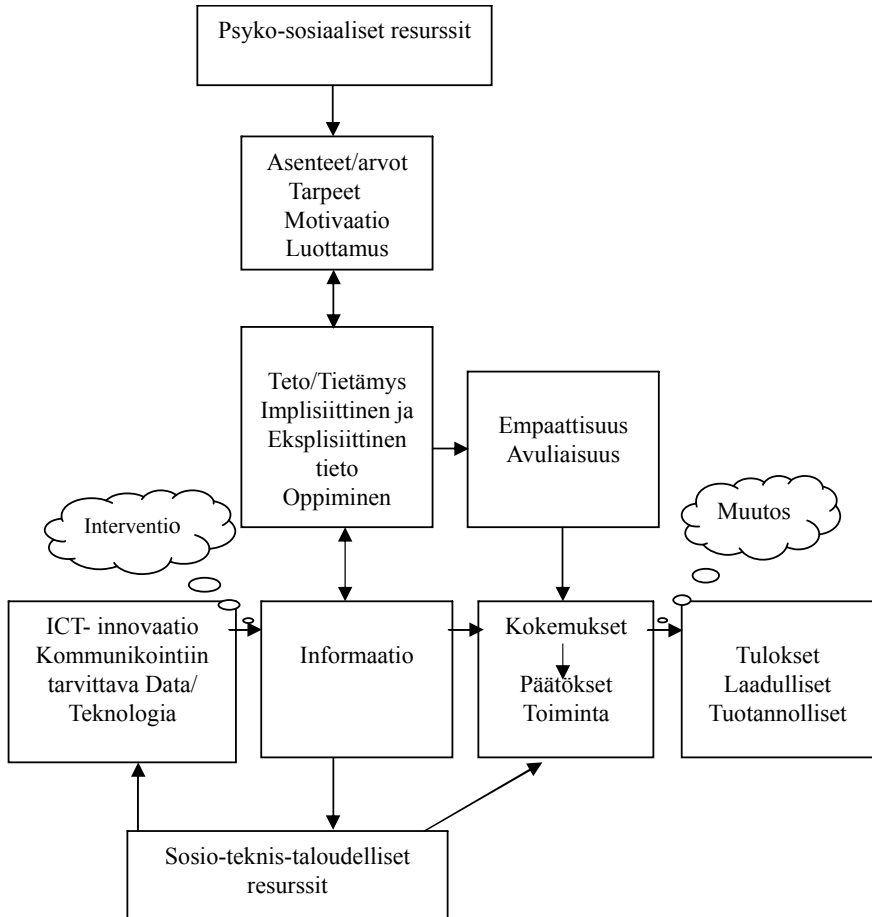 Psyko-sosiaaliset resurssit
Asenteet/arvot
Tarpeet
Motivaatio
Luottamus
Teto/Tietämys
Implisiittinen ja
Eksplisiittinen
tieto
Oppiminen
Empaattisuus
Avuliaisuus
Interventio
Muutos
ICT- innovaatio
Kommunikointiin
tarvittava Data/
Teknologia
Informaatio
Kokemukset
Päätökset
Toiminta
Tulokset
Laadulliset
Tuotannolliset
Sosio-teknis-taloudelliset
resurssit